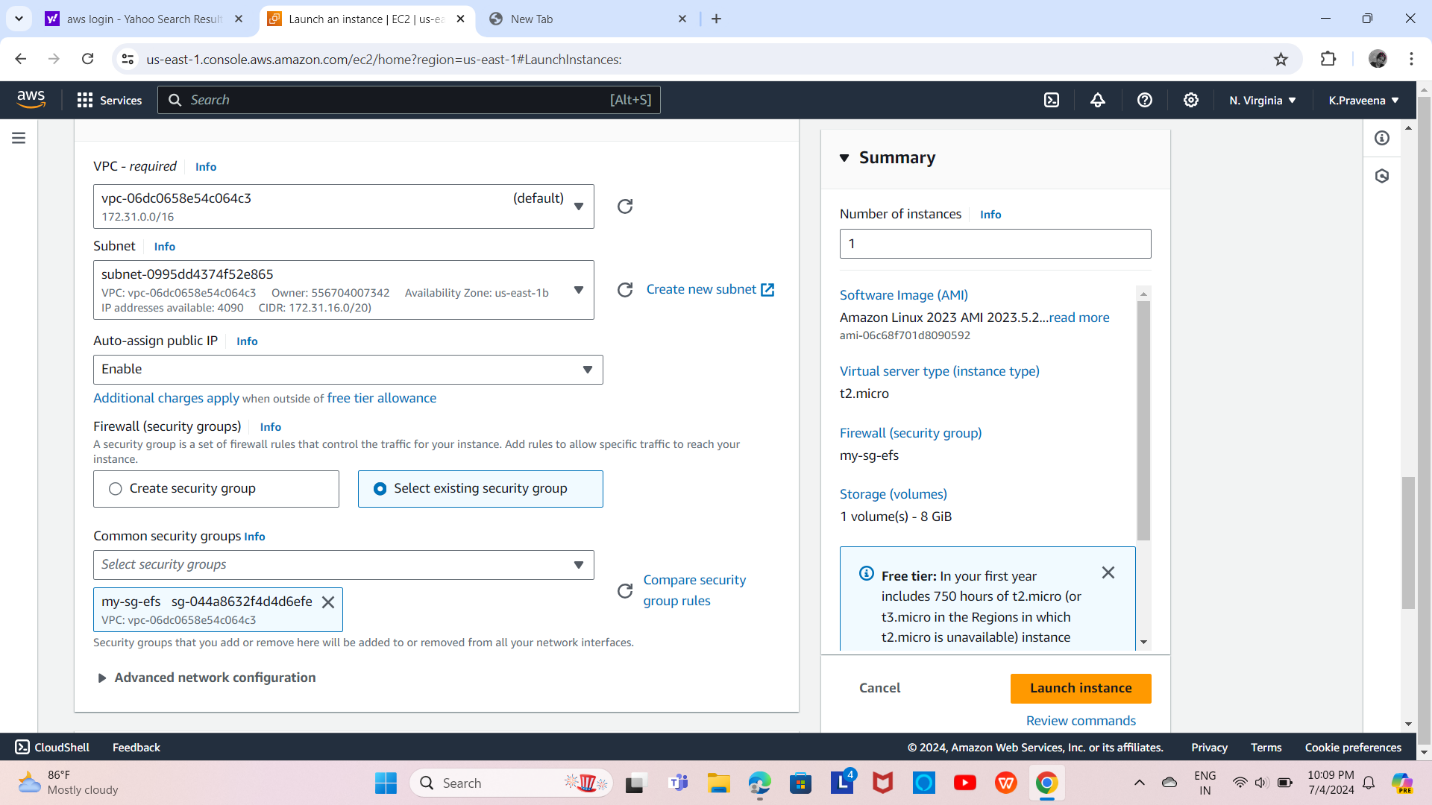 aws login - Yahoo Search Result
Launch an instance | EC2 | us-ea
New Tab
us-east-1.console.aws.amazon.com/ec2/home?region=us-east-1#LaunchInstances:
aws
Services
Search
[Alt+S]
N. Virginia
K.Praveena
VPC - required
Info
vpc-06dc0658e54c064c3
(default)
172.31.0.0/16
Subnet
Info
subnet-0995dd4374f52e865
VPC: vpc-06dc0658e54c064c3 Owner: 556704007342 Availability Zone: us-east-1b
IP addresses available: 4090 CIDR: 172.31.16.0/20)
Create new subnet
Auto-assign public IP
Info
Enable
Additional charges apply when outside of free tier allowance
Firewall (security groups)
Info
A security group is a set of firewall rules that control the traffic for your instance. Add rules to allow specific traffic to reach your
instance.
Create security group
Select existing security group
Common security groups Info
Select security groups
my-sg-efs sg-044a8632f4d4d6efe
VPC: vpc-06dc0658e54c064c3
Compare security
group rules
Security groups that you add or remove here will be added to or removed from all your network interfaces.
Advanced network configuration
Summary
Number of instances
Info
1
Software Image (AMI)
Amazon Linux 2023 AMI 2023.5.2...read more
ami-06c68f701d8090592
Virtual server type (instance type)
t2.micro
Firewall (security group)
my-sg-efs
Storage (volumes)
1 volume(s) - 8 GiB
Free tier: In your first year
includes 750 hours of t2.micro (or
t3.micro in the Regions in which
t2.micro is unavailable) instance
Cancel
Launch instance
Review commands
CloudShell
Feedback
© 2024, Amazon Web Services, Inc. or its affiliates.
Privacy
Terms
Cookie preferences
86°F
Mostly cloudy
Search
4
ENG
IN
10:09 PM
7/4/2024
PRE